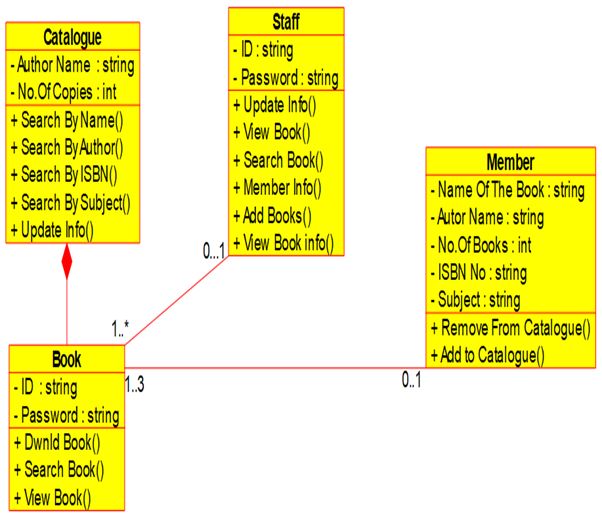 Catalogue
- Author Name : string
- No.Of Copies : int
+ Search By Name()
+ Search By Author()
+ Search By ISBN()
+ Search By Subject()
+ Update Info()
Staff
- ID : string
- Password : string
+ Update Info()
+ View Book()
+ Search Book()
+ Member Info()
+ Add Books()
+ View Book info()
Member
- Name Of The Book : string
- Autor Name : string
- No.Of Books : int
- ISBN No : string
- Subject : string
+ Remove From Catalogue()
+ Add to Catalogue()
0...1
1..*
Book
- ID : string
- Password : string
+ Dwnld Book()
+ Search Book()
+ View Book()
1..3
0..1